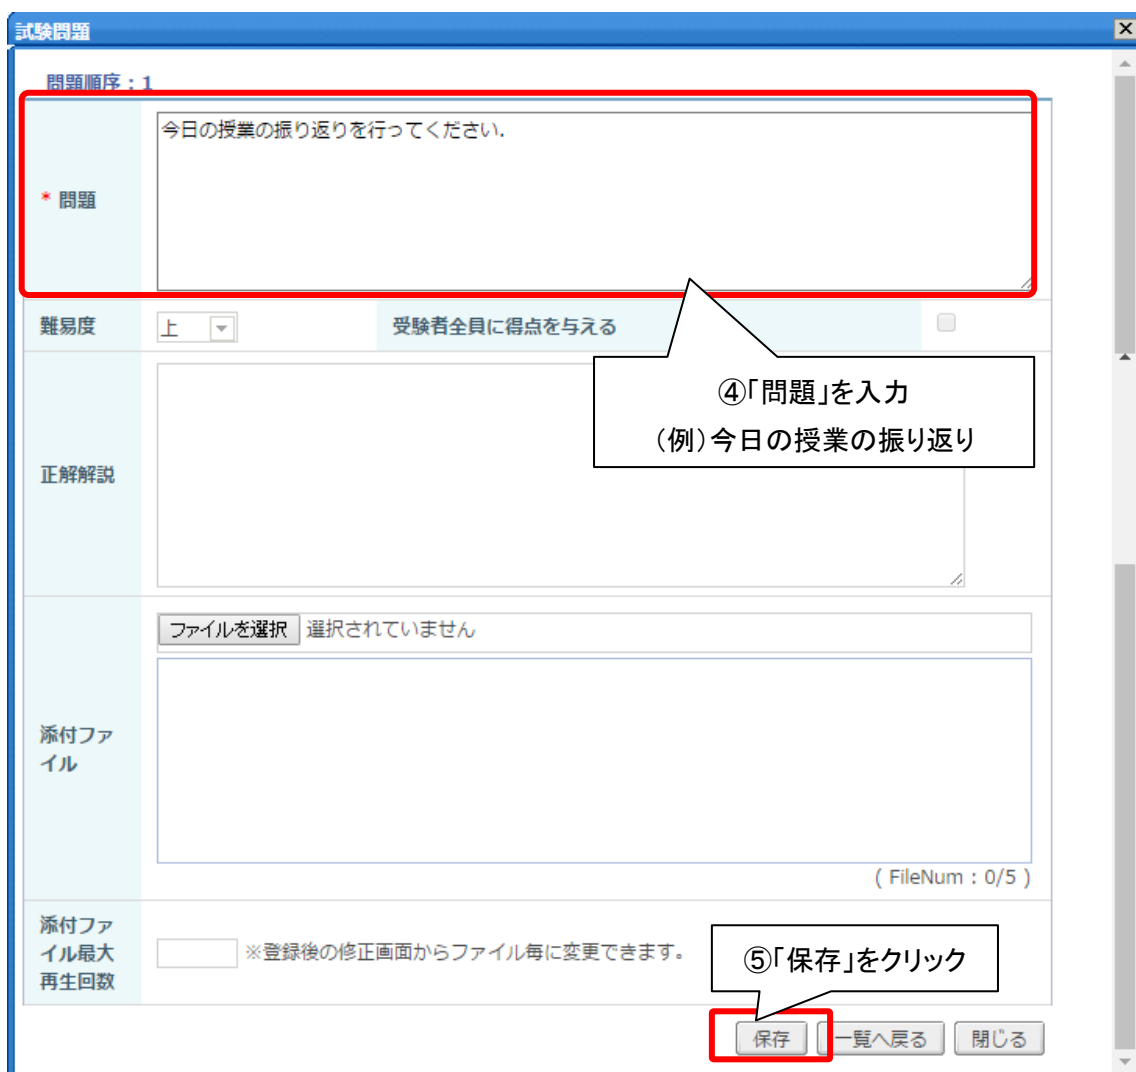 試験問題
問題順序：1
今日の授業の振り返りを行ってください.
* 問題
難易度
上
受験者全員に得点を与える
④「問題」を入力
（例）今日の授業の振り返り
正解解説
ファイルを選択 選択されていません
添付ファ
イル
( FileNum : 0/5 )
添付ファ
イル最大
再生回数
※登録後の修正画面からファイル毎に変更できます。
⑤「保存」をクリック
保存 一覧へ戻る 閉じる